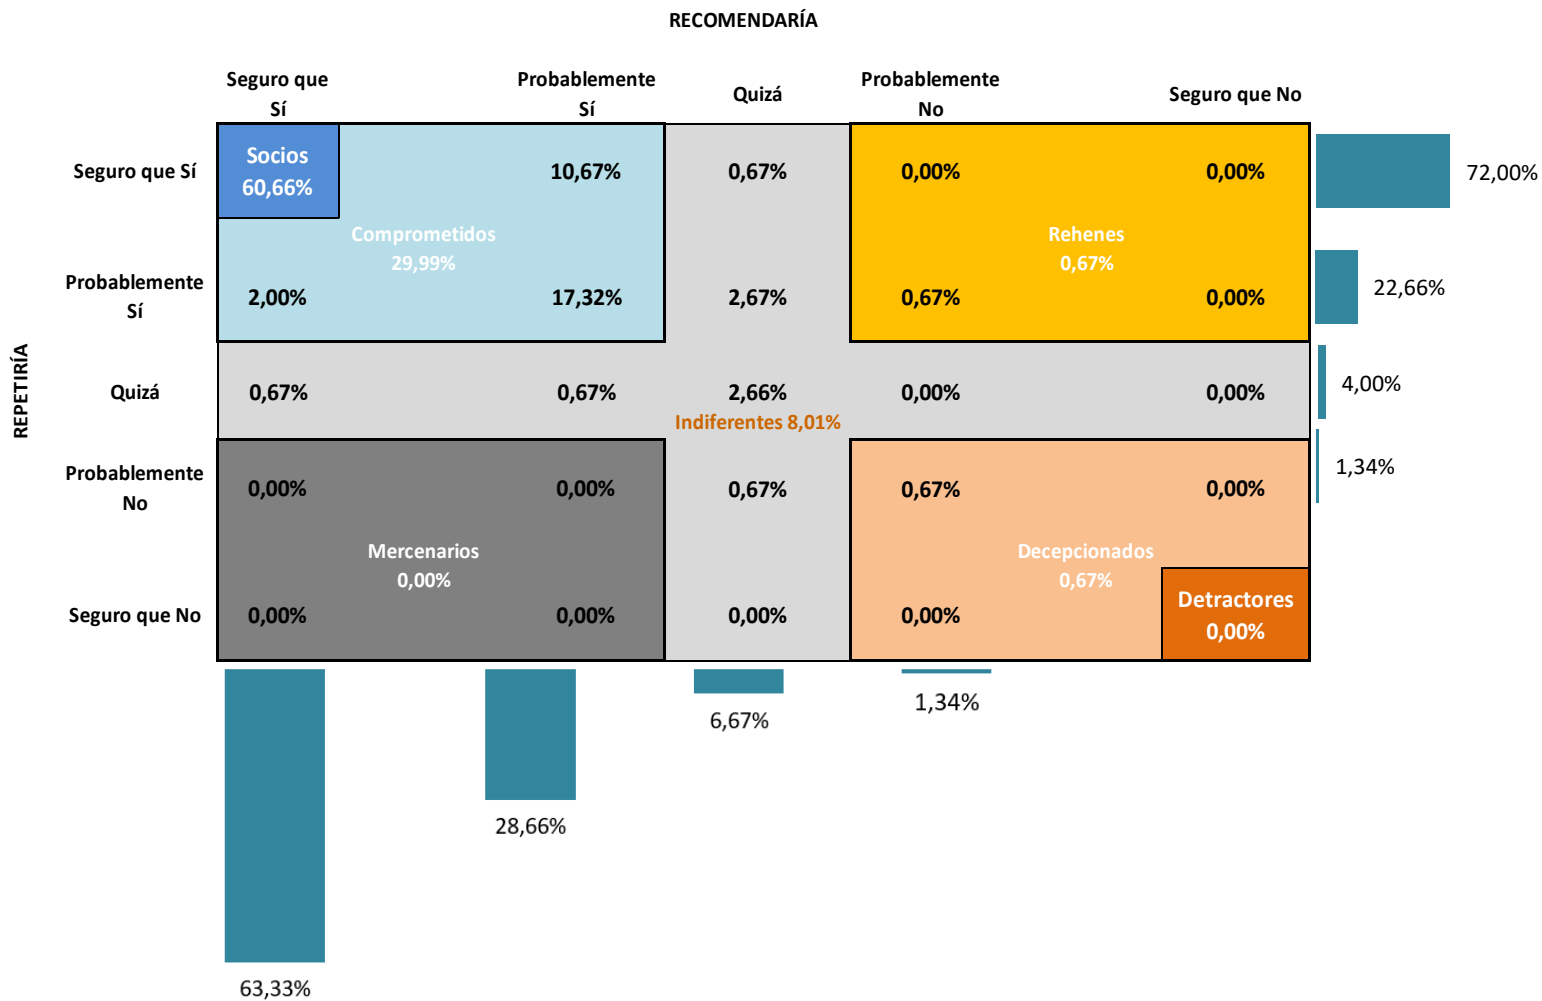 RECOMENDARÍA
Seguro que
Sí
Probablemente
Sí
Quizá
Probablemente
No
Seguro que No
REPETIRÍA
Seguro que Sí
Socios
60,66%
10,67%
0,67%
0,00%
0,00%
72,00%
Comprometidos
29,99%
Rehenes
0,67%
Probablemente
Sí
2,00%
17,32%
2,67%
0,67%
0,00%
22,66%
Quizá
0,67%
0,67%
2,66%
0,00%
0,00%
4,00%
Indiferentes 8,01%
Probablemente
No
0,00%
0,00%
0,67%
0,67%
0,00%
1,34%
Mercenarios
0,00%
Decepcionados
0,67%
Seguro que No
0,00%
0,00%
0,00%
0,00%
Detractores
0,00%
63,33%
28,66%
6,67%
1,34%